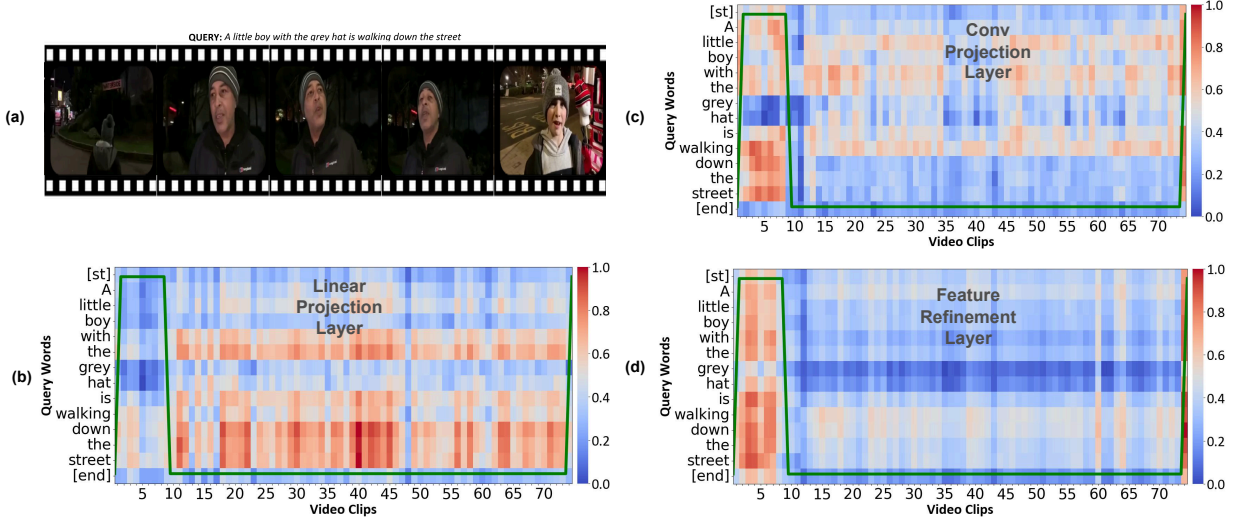 QUERY: A little boy with the grey hat is walking down the street
(a)
(b)
Query Words
[st]
A
little
boy
with
the
grey
hat
is
walking
down
the
street
[end]
Linear
Projection
Layer
5 10 15 20 25 30 35 40 45 50 55 60 65 70
Video Clips
1.0
0.8
0.6
0.4
0.2
0.0
(c)
Query Words
[st]
A
little
boy
with
the
grey
hat
is
walking
down
the
street
[end]
Conv
Projection
Layer
5 10 15 20 25 30 35 40 45 50 55 60 65 70
Video Clips
1.0
0.8
0.6
0.4
0.2
0.0
(d)
Query Words
[st]
A
little
boy
with
the
grey
hat
is
walking
down
the
street
[end]
Feature
Refinement
Layer
5 10 15 20 25 30 35 40 45 50 55 60 65 70
Video Clips
1.0
0.8
0.6
0.4
0.2
0.0